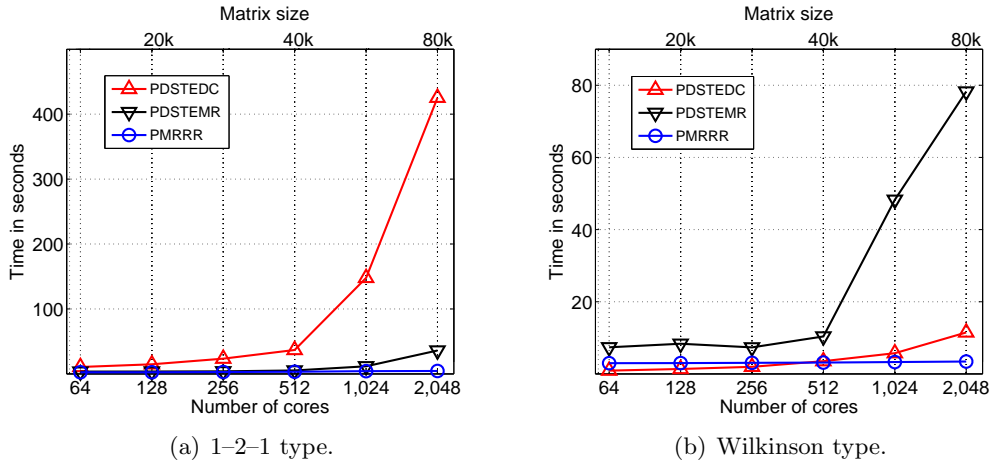 Matrix size
20k 40k 80k
400
300
200
100
Time in seconds
PDSTEDC
PDSTEMR
PMRRR
64 128 256 512 1,024 2,048
Number of cores
(a) 1–2–1 type.
Matrix size
20k 40k 80k
80
60
40
20
Time in seconds
PDSTEDC
PDSTEMR
PMRRR
64 128 256 512 1,024 2,048
Number of cores
(b) Wilkinson type.